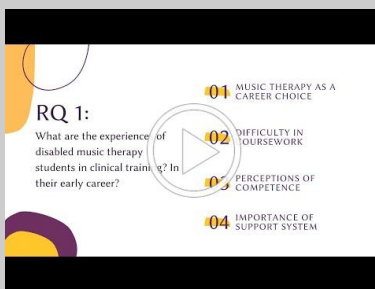 RQ 1:
What are the experiences of
disabled music therapy
students in clinical training? In
their early career?
01 MUSIC THERAPY AS A
CAREER CHOICE
02 DIFFICULTY IN
COURSEWORK
03 PERCEPTIONS OF
COMPETENCE
04 IMPORTANCE OF
SUPPORT SYSTEM